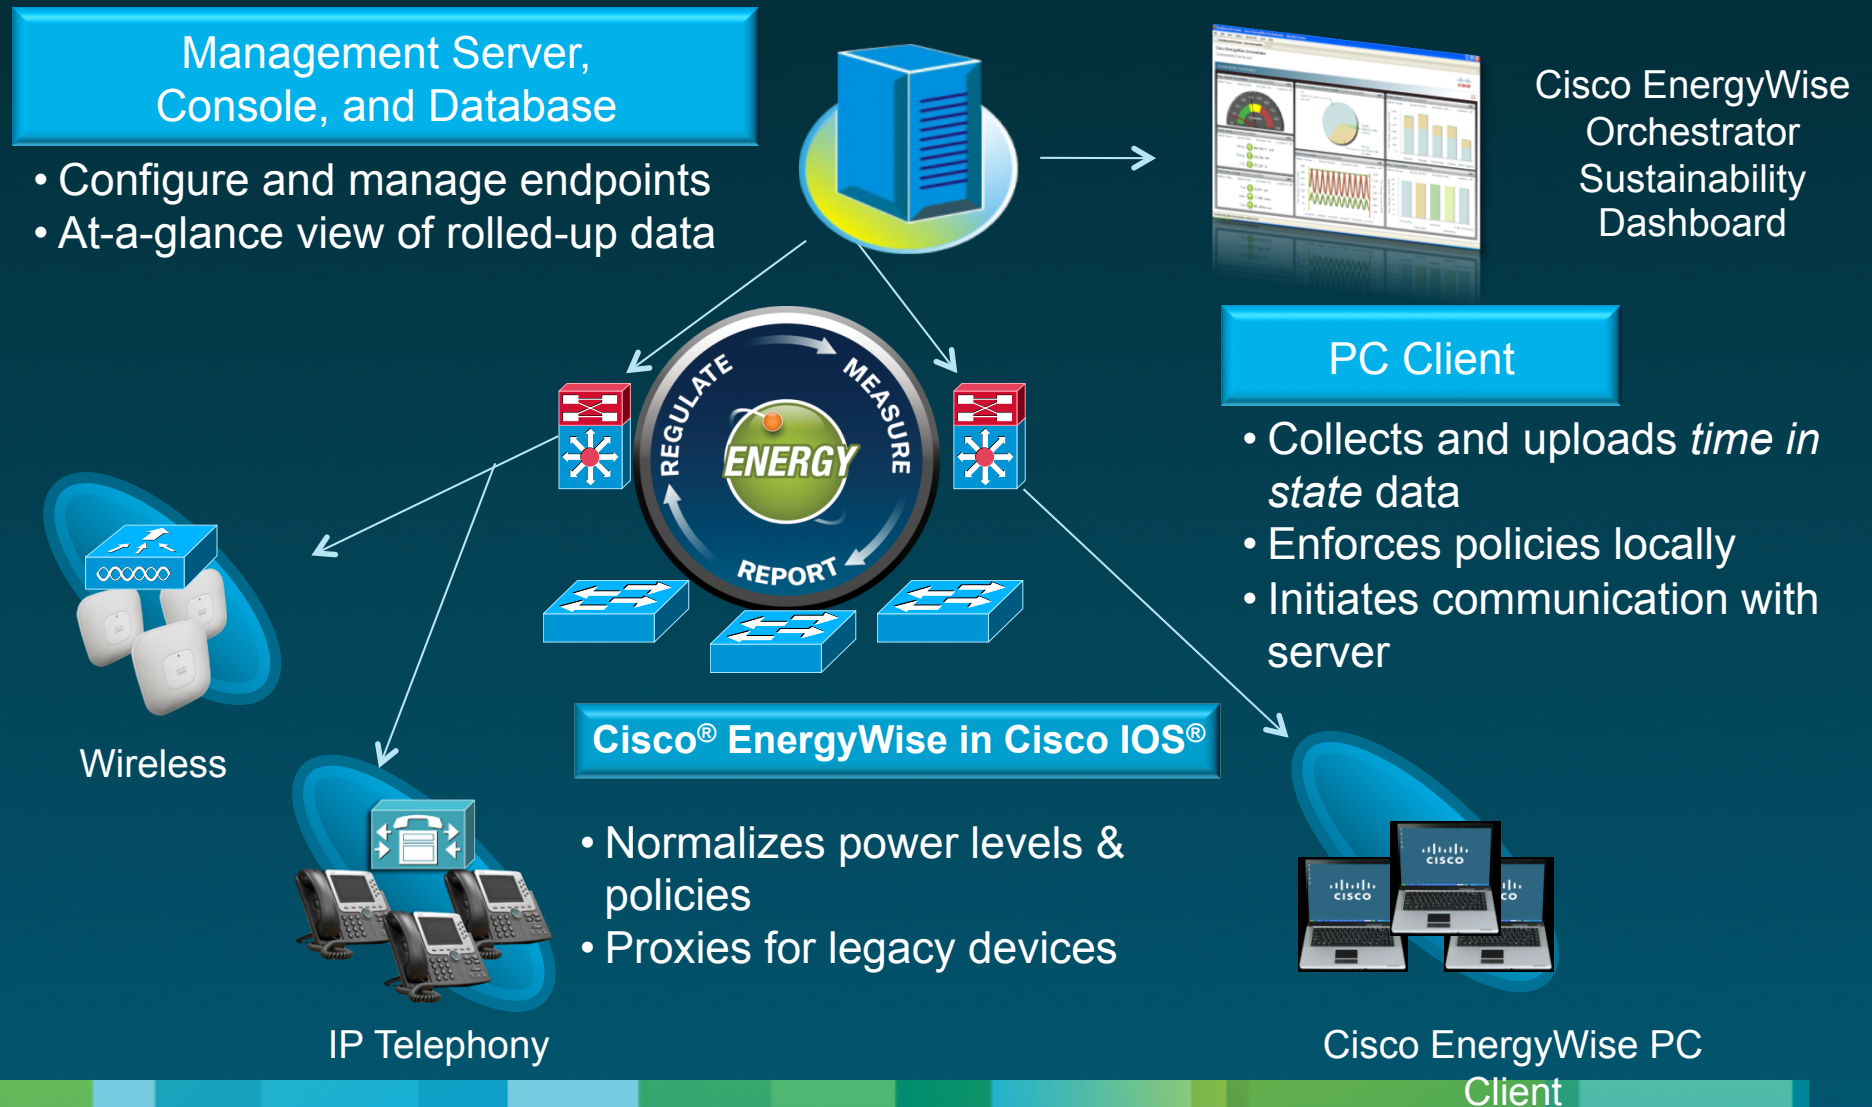 Management Server,
Console, and Database
• Configure and manage endpoints
• At-a-glance view of rolled-up data
Cisco EnergyWise
Orchestrator
Sustainability
Dashboard
REGULATE
MEASURE
REPORT
ENERGY
PC Client
• Collects and uploads time in
state data
• Enforces policies locally
• Initiates communication with
server
Wireless
Cisco® EnergyWise in Cisco IOS®
• Normalizes power levels &
policies
• Proxies for legacy devices
IP Telephony
CISCO
CISCO
CO
Cisco EnergyWise PC
Client